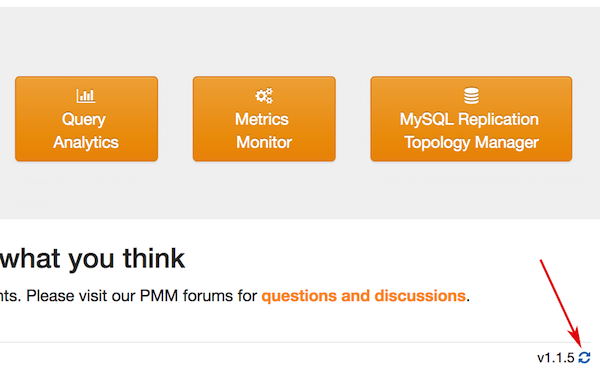 Query
Analytics
Metrics
Monitor
MySQL Replication
Topology Manager
what you think
nts. Please visit our PMM forums for questions and discussions.
v1.1.5